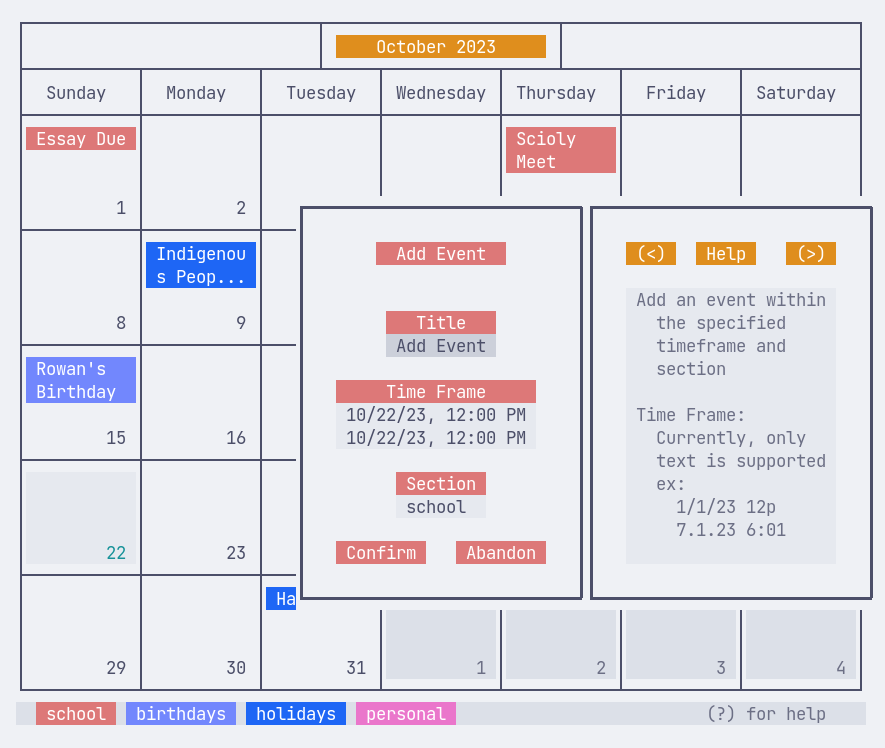 October 2023
Sunday Monday Tuesday Wednesday Thursday Friday Saturday
Essay Due
Scioly
Meet
1 2
Indigenou
s Peop...
8 9
Rowan's
Birthday
15 16
22 23
Ha
29 30 31 1 2 3 4
Add Event
Title
Add Event
Time Frame
10/22/23, 12:00 PM
10/22/23, 12:00 PM
Section
school
Confirm Abandon
(<) Help (>)
Add an event within
the specified
timeframe and
section
Time Frame:
Currently, only
text is supported
ex:
1/1/23 12p
7.1.23 6:01
school birthdays holidays personal (?) for help